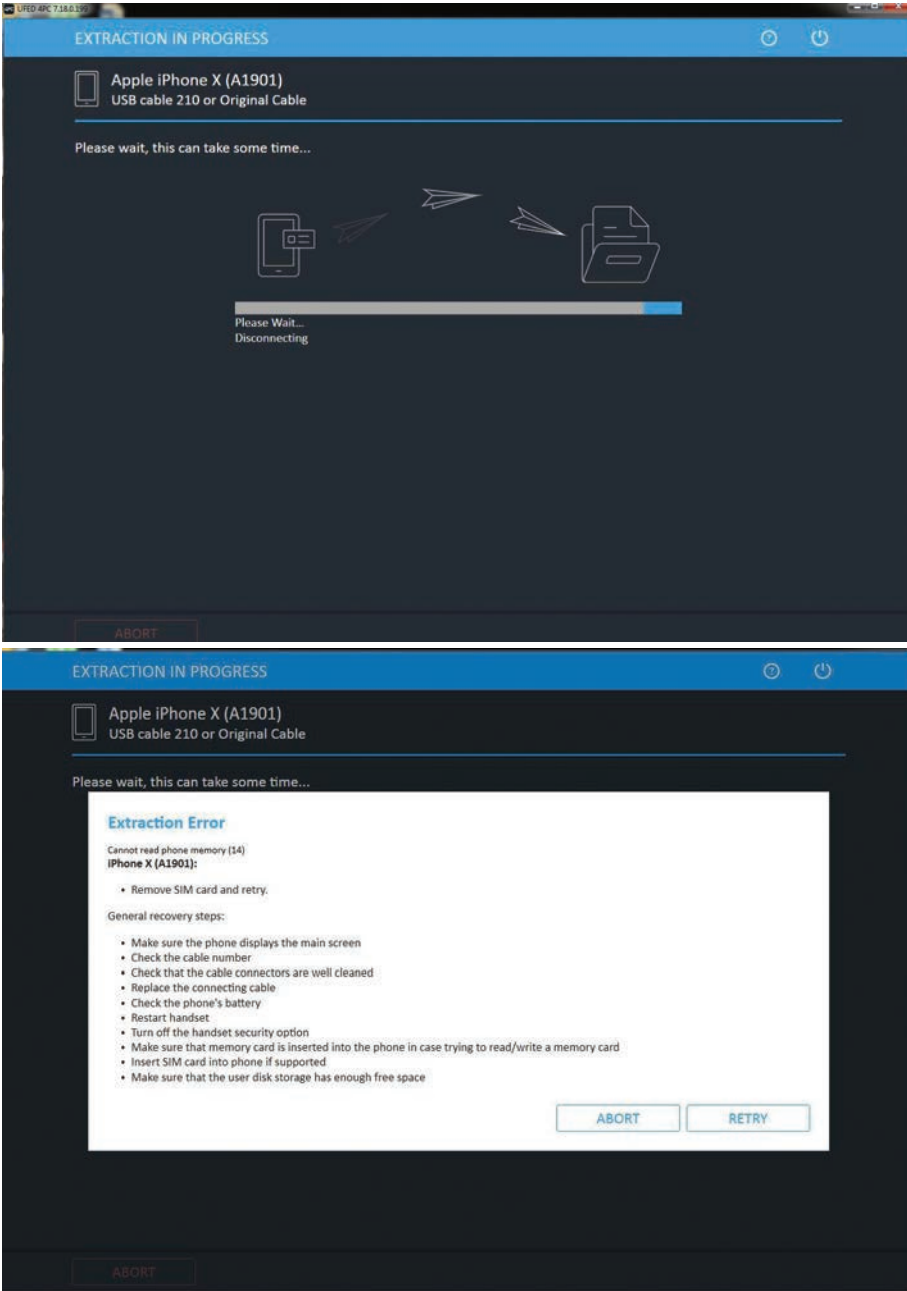 UFED 4PC 7.18.0.199
EXTRACTION IN PROGRESS
Apple iPhone X (A1901)
USB cable 210 or Original Cable
Please wait, this can take some time...
Please Wait...
Disconnecting
ABORT
EXTRACTION IN PROGRESS
Apple iPhone X (A1901)
USB cable 210 or Original Cable
Please wait, this can take some time...
Extraction Error
Cannot read phone memory (14)
iPhone X (A1901):
• Remove SIM card and retry.
General recovery steps:
• Make sure the phone displays the main screen
• Check the cable number
• Check that the cable connectors are well cleaned
• Replace the connecting cable
• Check the phone's battery
• Restart handset
• Turn off the handset security option
• Make sure that memory card is inserted into the phone in case trying to read/write a memory card
• Insert SIM card into phone if supported
• Make sure that the user disk storage has enough free space
ABORT RETRY
ABORT